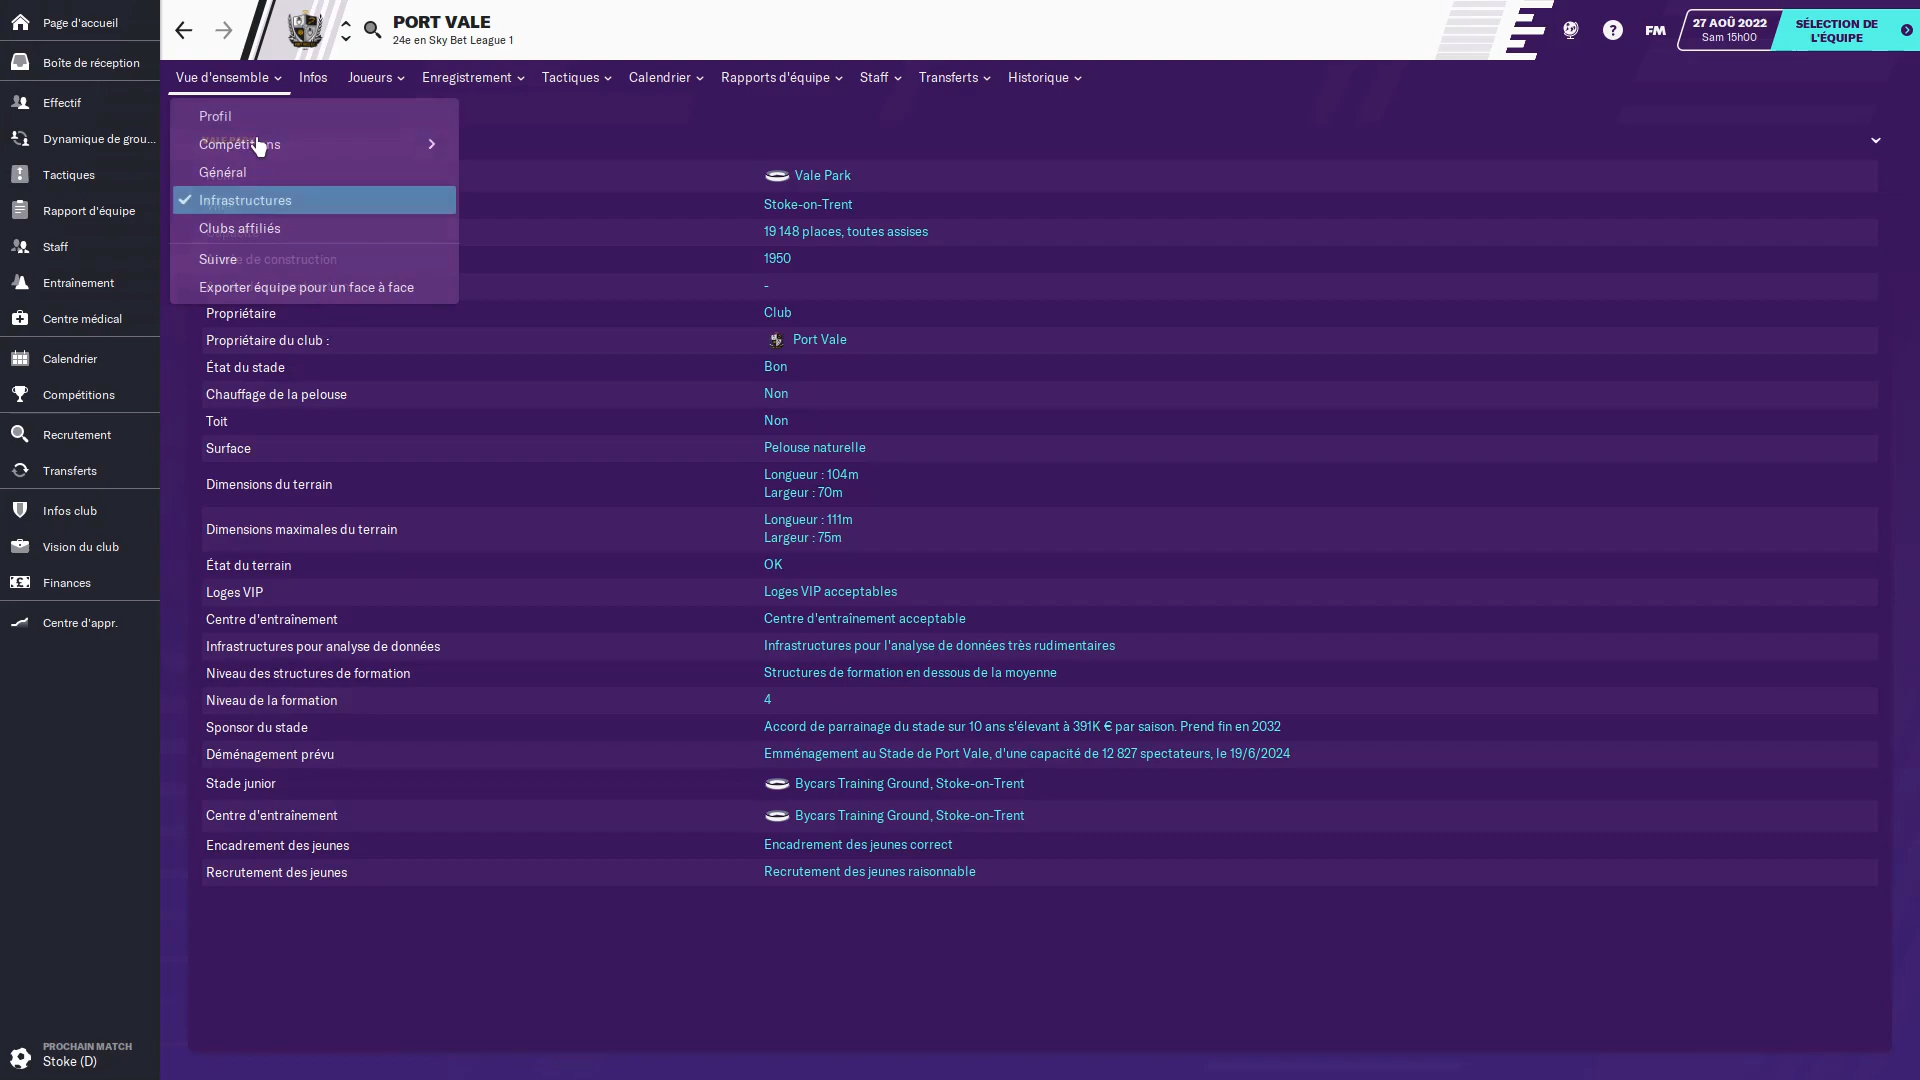 Page d'accueil
Boîte de réception
Effectif
Dynamique de grou...
Tactiques
Rapport d'équipe
Staff
Entraînement
Centre médical
Calendrier
Compétitions
Recrutement
Transferts
Infos club
Vision du club
Finances
Centre d'appr.
PROCHAIN MATCH
Stoke (D)
PORT VALE
24e en Sky Bet League 1
FM
27 AOÛ 2022
Sam 15h00
SÉLECTION DE
L'ÉQUIPE
Vue d'ensemble Infos Joueurs Enregistrement Tactiques Calendrier Rapports d'équipe Staff Transferts Historique
Profil
Compétitions
Général
Infrastructures
Clubs affiliés
Suivre
Exporter équipe pour un face à face
Vale Park
Stoke-on-Trent
19 148 places, toutes assises
de construction 1950
-
Propriétaire Club
Propriétaire du club : Port Vale
État du stade Bon
Chauffage de la pelouse Non
Toit Non
Surface Pelouse naturelle
Dimensions du terrain Longueur : 104m
Largeur : 70m
Dimensions maximales du terrain Longueur : 111m
Largeur : 75m
État du terrain OK
Loges VIP Loges VIP acceptables
Centre d'entraînement Centre d'entraînement acceptable
Infrastructures pour analyse de données Infrastructures pour l'analyse de données très rudimentaires
Niveau des structures de formation Structures de formation en dessous de la moyenne
Niveau de la formation 4
Sponsor du stade Accord de parrainage du stade sur 10 ans s'élevant à 391K € par saison. Prend fin en 2032
Déménagement prévu Emménagement au Stade de Port Vale, d'une capacité de 12 827 spectateurs, le 19/6/2024
Stade junior Bycars Training Ground, Stoke-on-Trent
Centre d'entraînement Bycars Training Ground, Stoke-on-Trent
Encadrement des jeunes Encadrement des jeunes correct
Recrutement des jeunes Recrutement des jeunes raisonnable